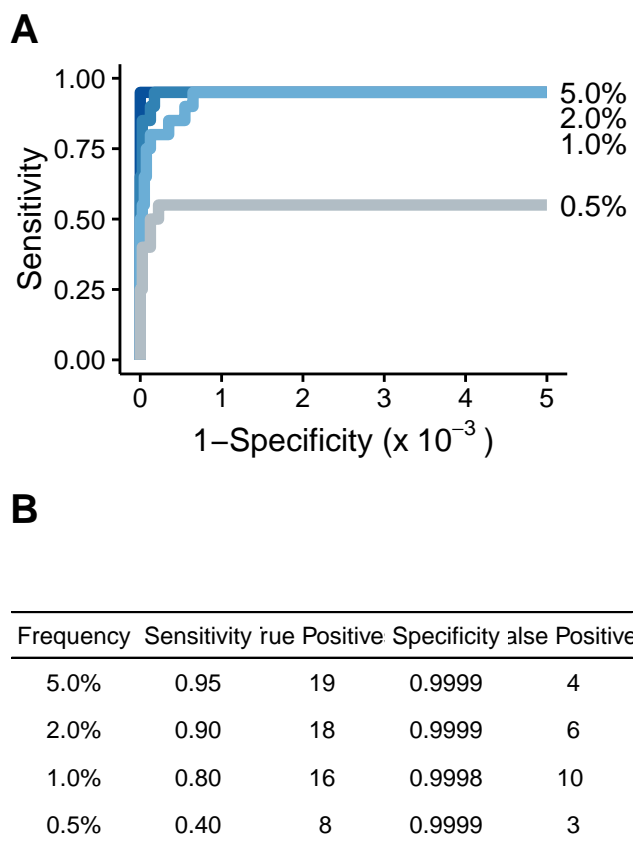 A
Sensitivity
1.00
0.75
0.50
0.25
0.00
5.0%
2.0%
1.0%
0.5%
0 1 2 3 4 5
1−Specificity (x 10⁻³ )
B
Frequency Sensitivity rue Positive Specificity alse Positive
5.0% 0.95 19 0.9999 4
2.0% 0.90 18 0.9999 6
1.0% 0.80 16 0.9998 10
0.5% 0.40 8 0.9999 3